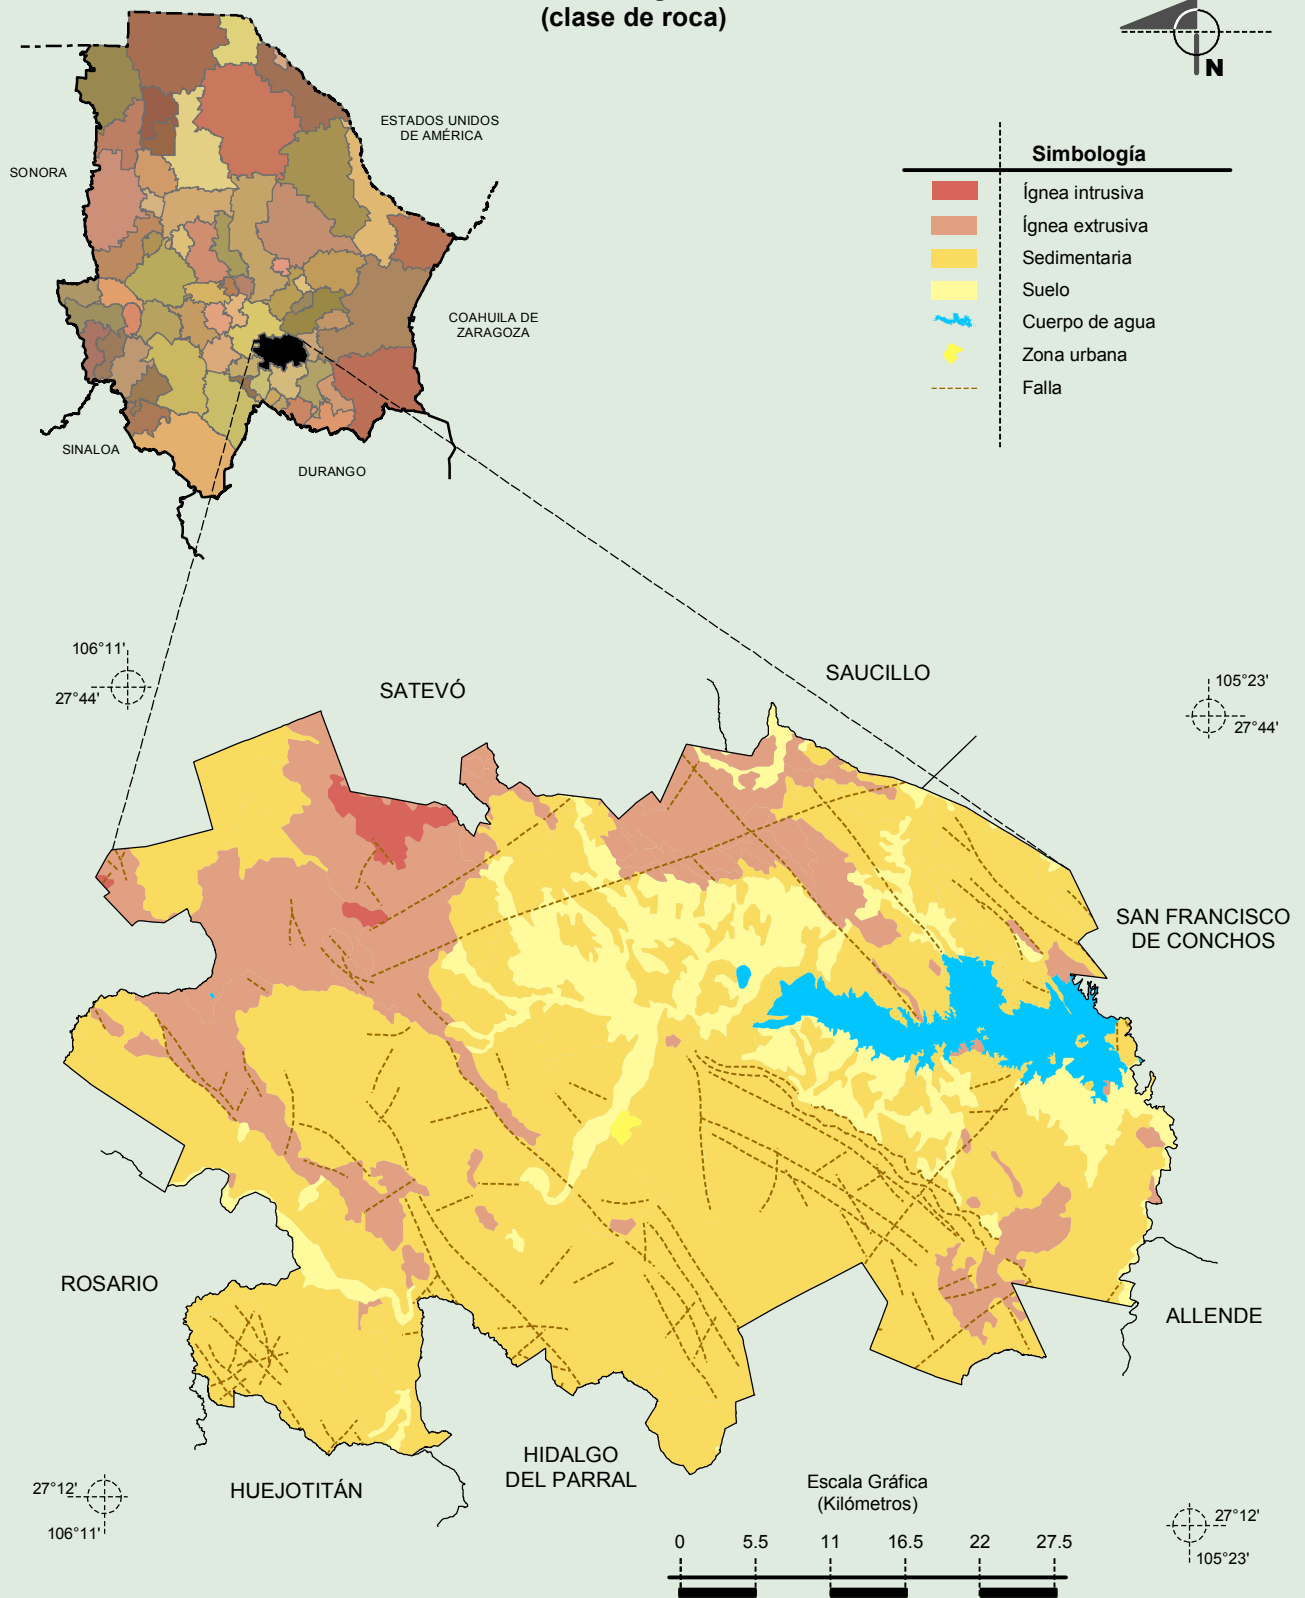 (clase de roca)
N
ESTADOS UNIDOS
DE AMÉRICA
SONORA
COAHUILA DE
ZARAGOZA
SINALOA
DURANGO
Simbología
Ígnea intrusiva
Ígnea extrusiva
Sedimentaria
Suelo
Cuerpo de agua
Zona urbana
Falla
106°11'
27°44'
SATEVÓ
SAUCILLO
105°23'
27°44'
SAN FRANCISCO
DE CONCHOS
ROSARIO
ALLENDE
HIDALGO
DEL PARRAL
HUEJOTITÁN
27°12'
106°11'
Escala Gráfica
(Kilómetros)
0 5.5 11 16.5 22 27.5
27°12'
105°23'